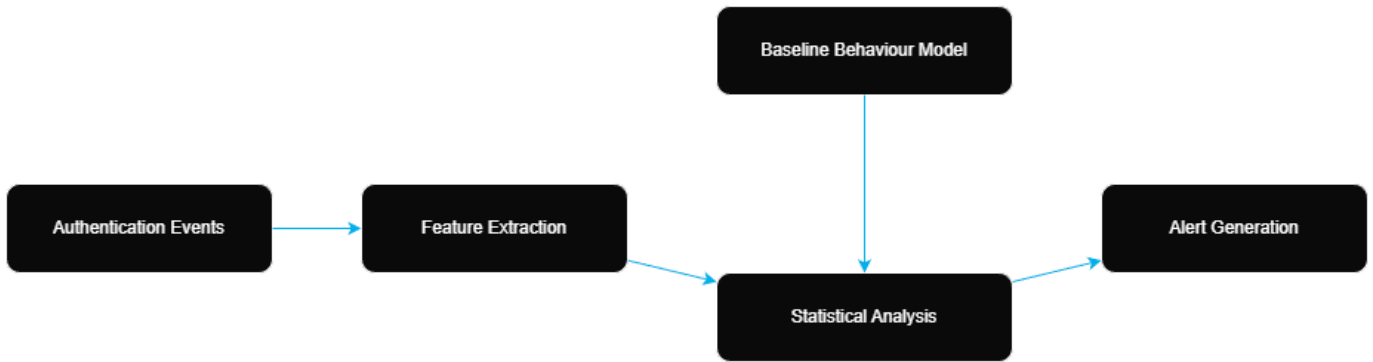 Baseline Behaviour Model
Authentication Events
Feature Extraction
Alert Generation
Statistical Analysis